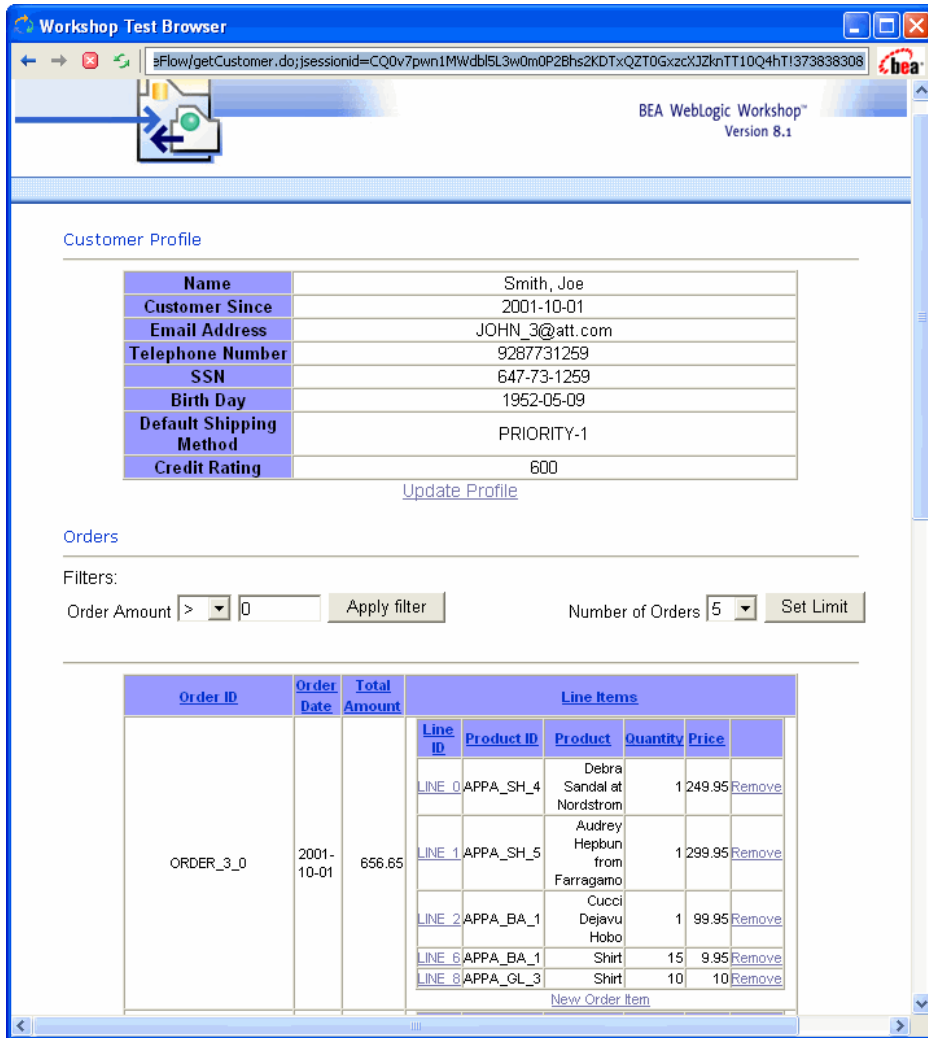 Workshop Test Browser
eFlow/getCustomer.do;jsessionid=CQ0v7pwn1MWdbl5L3w0m0P2Bhs2KDTxQZT0GxzcXJZknTT10Q4hT!373838308
bea
BEA WebLogic Workshop™
Version 8.1
Customer Profile
Name Smith, Joe
Customer Since 2001-10-01
Email Address JOHN_3@att.com
Telephone Number 9287731259
SSN 647-73-1259
Birth Day 1952-05-09
Default Shipping Method PRIORITY-1
Credit Rating 600
Update Profile
Orders
Filters:
Order Amount > 0 Apply filter Number of Orders 5 Set Limit
Order ID Order Date Total Amount Line Items
Line ID Product ID Product Quantity Price
ORDER_3_0 2001-10-01 656.65
LINE_0 APPA_SH_4 Debra Sandal at Nordstrom 1 249.95 Remove
LINE_1 APPA_SH_5 Audrey Hepbun from Farragamo 1 299.95 Remove
LINE_2 APPA_BA_1 Cucci Dejavu Hobo 1 99.95 Remove
LINE_6 APPA_BA_1 Shirt 15 9.95 Remove
LINE_8 APPA_GL_3 Shirt 10 10 Remove
New Order Item